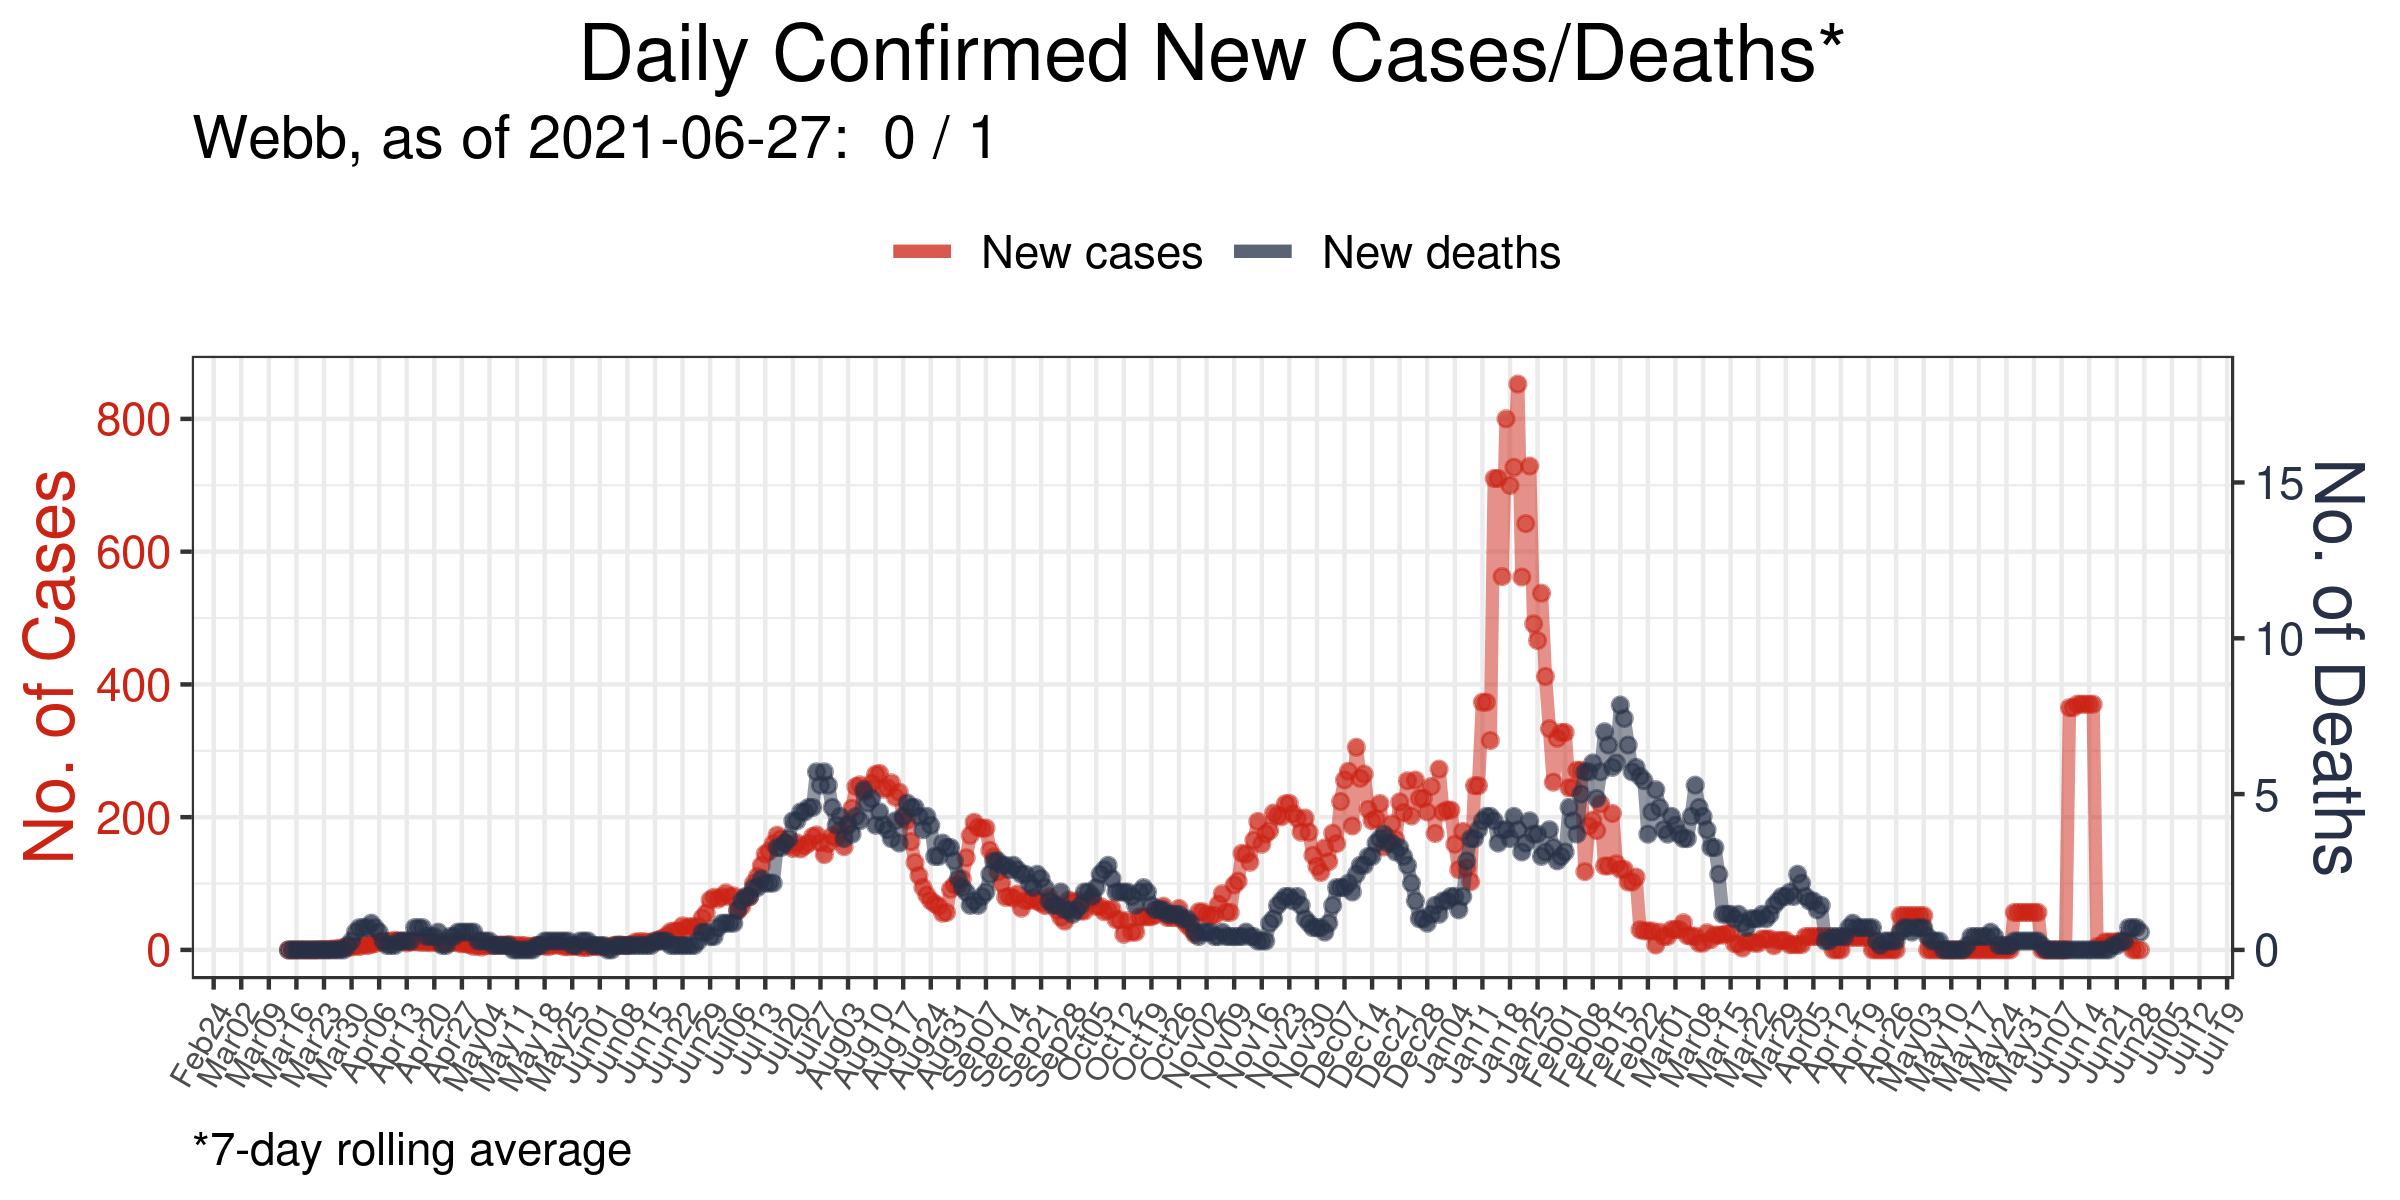 Daily Confirmed New Cases/Deaths*
Webb, as of 2021-06-27:  0 / 1
New cases
New deaths
No. of Cases
800
600
400
200
0
15
10
5
0
No. of Deaths
Feb24
Mar02
Mar09
Mar16
Mar23
Mar30
Apr06
Apr13
Apr20
Apr27
May04
May11
May18
May25
Jun01
Jun08
Jun15
Jun22
Jun29
Jul06
Jul13
Jul20
Jul27
Aug03
Aug10
Aug17
Aug24
Aug31
Sep07
Sep14
Sep21
Sep28
Oct05
Oct12
Oct19
Oct26
Nov02
Nov09
Nov16
Nov23
Nov30
Dec07
Dec14
Dec21
Dec28
Jan04
Jan11
Jan18
Jan25
Feb01
Feb08
Feb15
Feb22
Mar01
Mar08
Mar15
Mar22
Mar29
Apr05
Apr12
Apr19
Apr26
May03
May10
May17
May24
May31
Jun07
Jun14
Jun21
Jun28
Jul05
Jul12
Jul19
*7-day rolling average